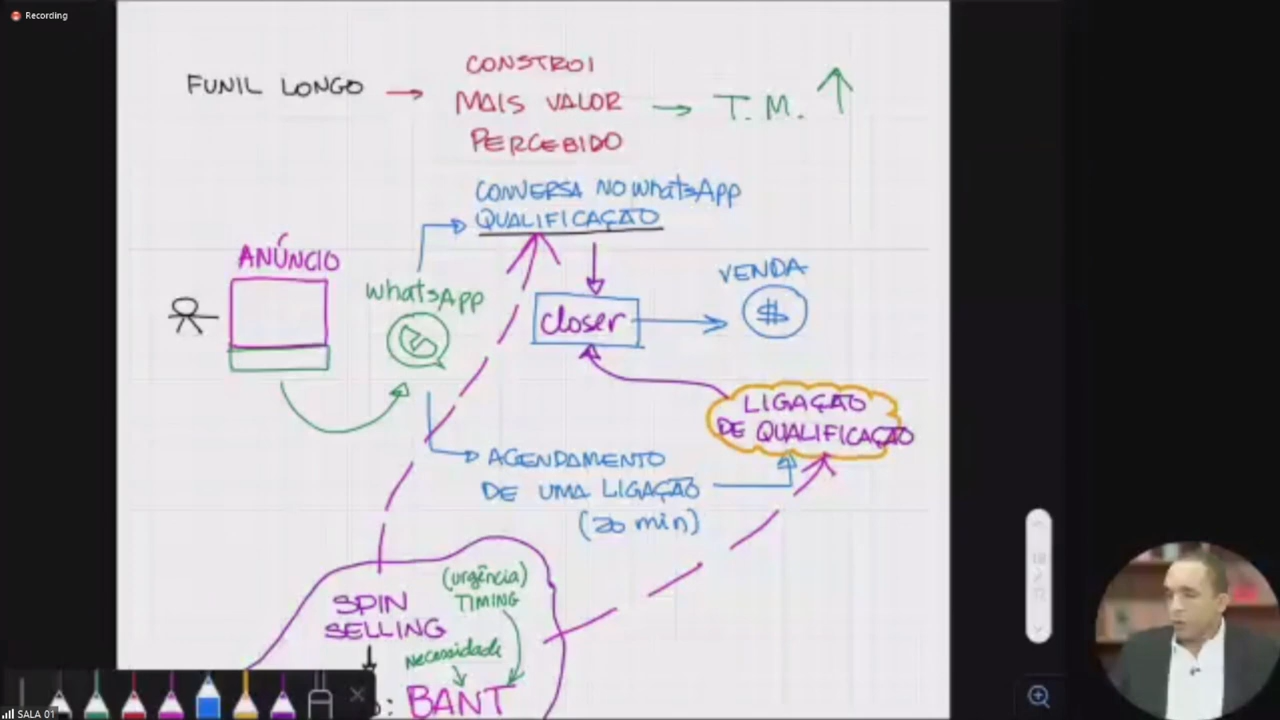 Recording
FUNIL LONGO
CONSTROI
MAIS VALOR
PERCEBIDO
T.M.
CONVERSA NO WhatsApp
QUALIFICAÇÃO
ANÚNCIO
WhatsApp
closer
VENDA
$
LIGAÇÃO
DE QUALIFICAÇÃO
AGENDAMENTO
DE UMA LIGAÇÃO
(20 min)
SPIN
SELLING
(urgência)
TIMING
Necessidade
BANT
SALA 01